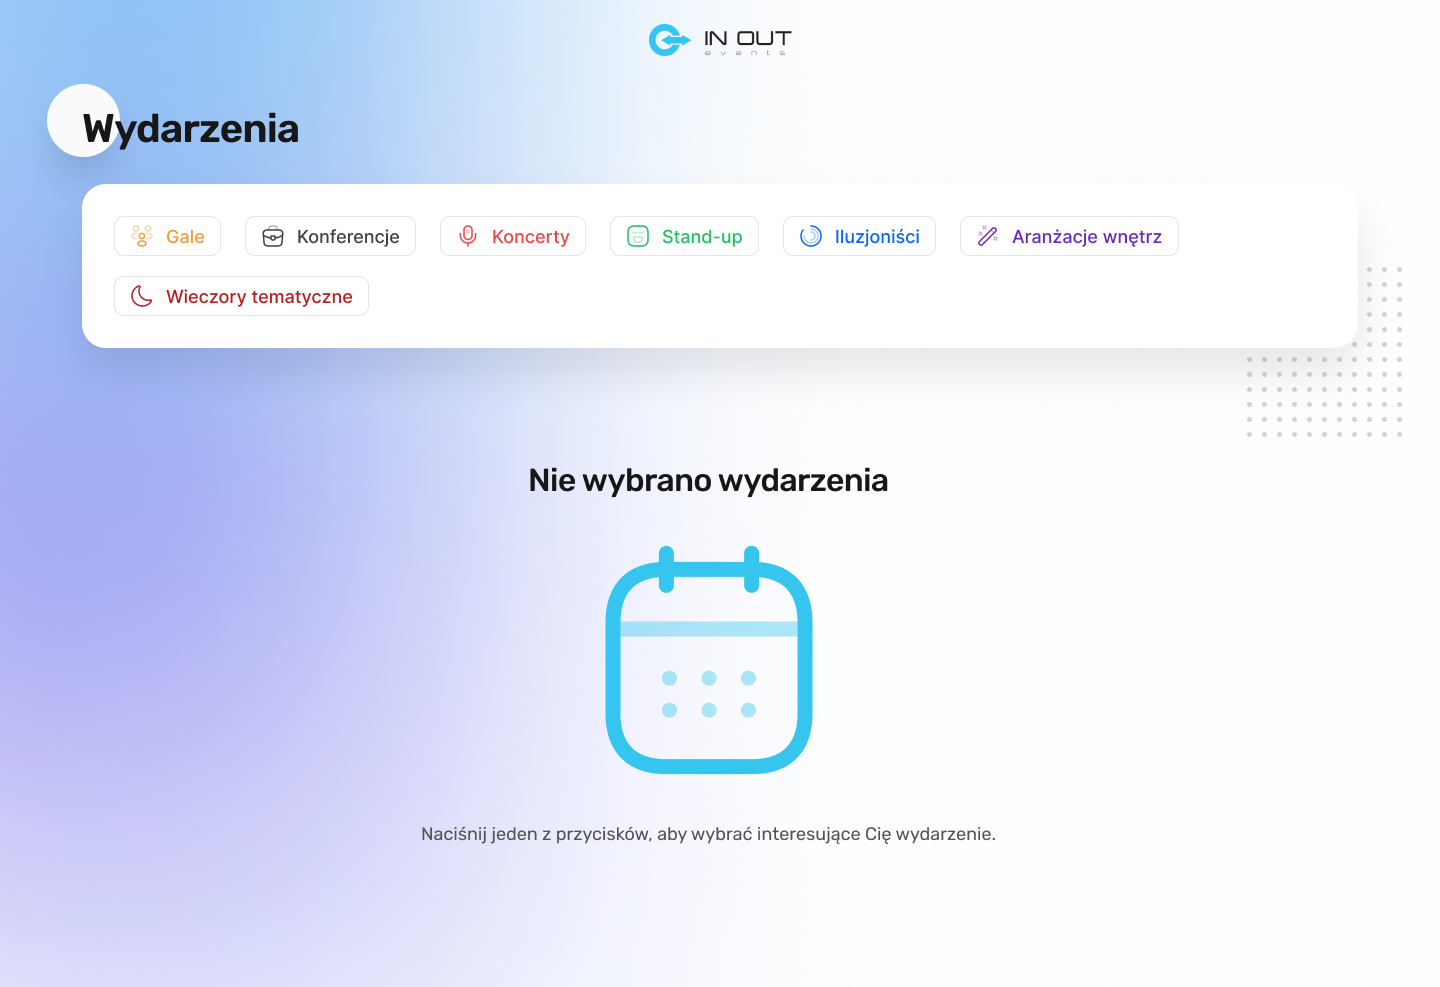 IN OUT
events
Wydarzenia
Gale
Konferencje
Koncerty
Stand-up
Iluzjoniści
Aranżacje wnętrz
Wieczory tematyczne
Nie wybrano wydarzenia
Naciśnij jeden z przycisków, aby wybrać interesujące Cię wydarzenie.